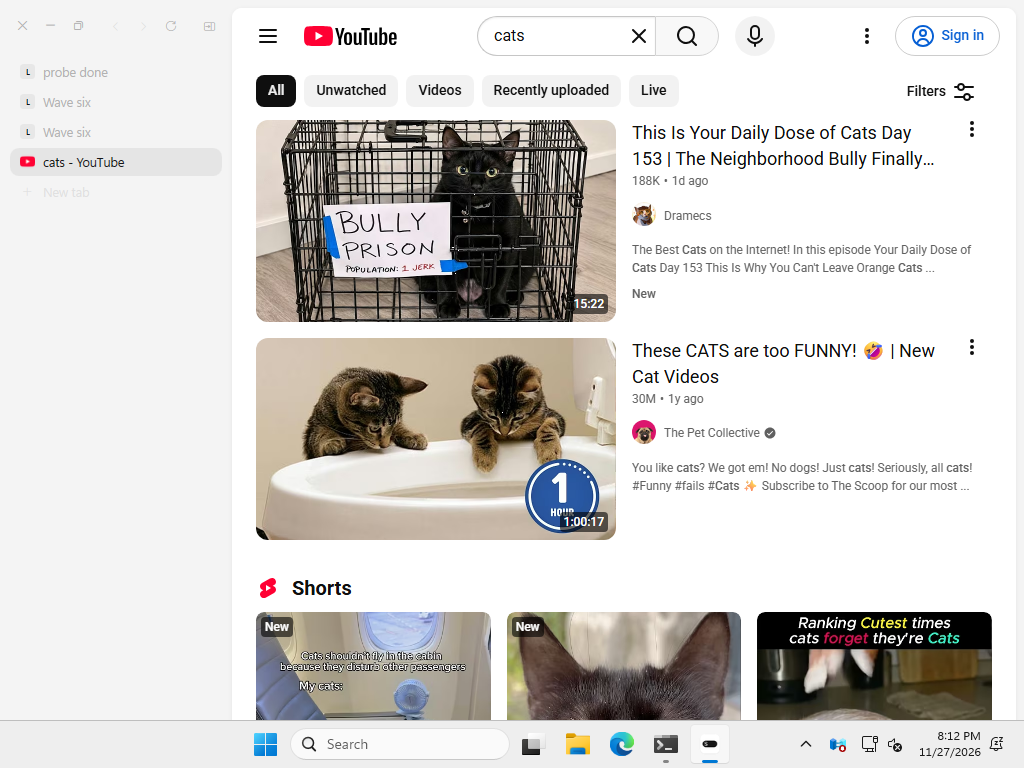 probe done
Wave six
Wave six
cats - YouTube
New tab
YouTube
cats
Sign in
All
Unwatched
Videos
Recently uploaded
Live
Filters
BULLY
PRISON
POPULATION: 1 JERK
15:22
This Is Your Daily Dose of Cats Day
153 | The Neighborhood Bully Finally…
188K • 1d ago
Dramecs
The Best Cats on the Internet! In this episode Your Daily Dose of
Cats Day 153 This Is Why You Can't Leave Orange Cats ...
New
1
HOUR
1:00:17
These CATS are too FUNNY! 🤣 | New
Cat Videos
30M • 1y ago
The Pet Collective
You like cats? We got em! No dogs! Just cats! Seriously, all cats!
#Funny #fails #Cats ✨ Subscribe to The Scoop for our most ...
Shorts
New
Cats shouldn't fly in the cabin
because they disturb other passengers
My cats:
New
Ranking Cutest times
cats forget they're Cats
Search
8:12 PM
11/27/2026